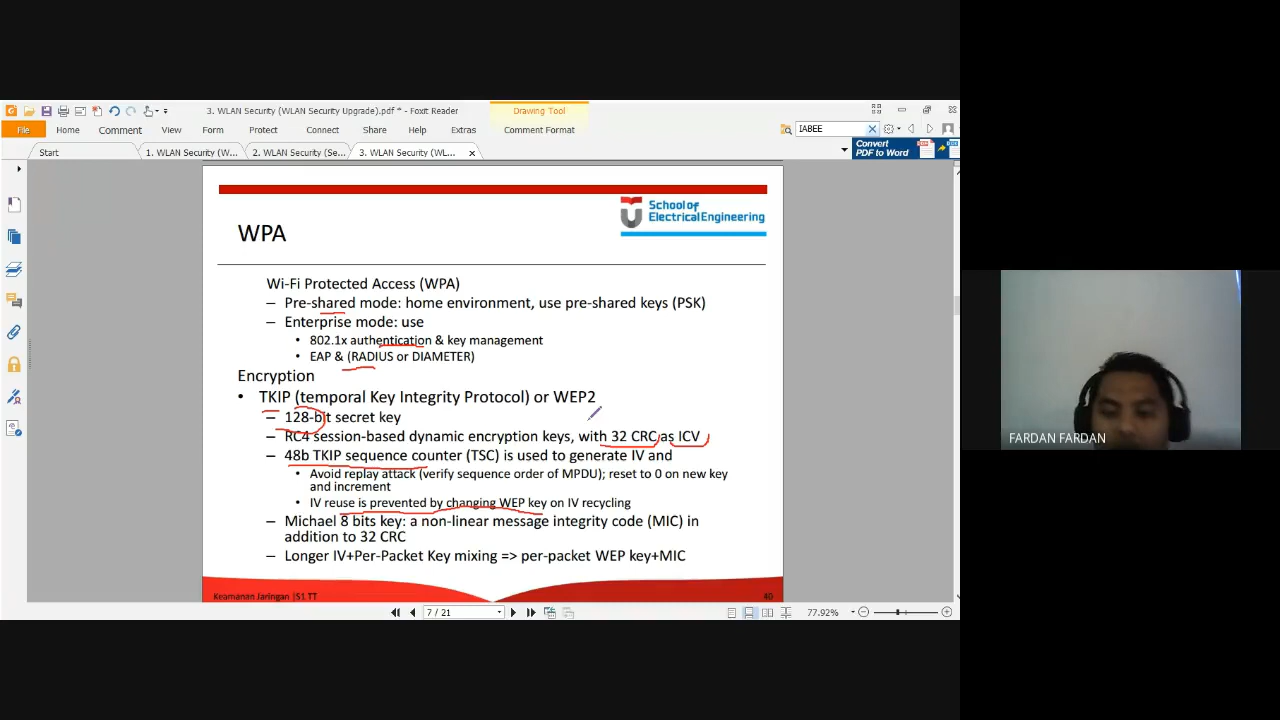 3. WLAN Security (WLAN Security Upgrade).pdf * - Foxit Reader
Drawing Tool
File Home Comment View Form Protect Connect Share Help Extras Comment Format
IABEE
Start
1. WLAN Security (W...
2. WLAN Security (Se...
3. WLAN Security (WL...
Convert
PDF to Word
School of
Electrical Engineering
WPA
Wi-Fi Protected Access (WPA)
– Pre-shared mode: home environment, use pre-shared keys (PSK)
– Enterprise mode: use
• 802.1x authentication & key management
• EAP & (RADIUS or DIAMETER)
Encryption
• TKIP (temporal Key Integrity Protocol) or WEP2
– 128-bit secret key
– RC4 session-based dynamic encryption keys, with 32 CRC as ICV
– 48b TKIP sequence counter (TSC) is used to generate IV and
• Avoid replay attack (verify sequence order of MPDU); reset to 0 on new key
and increment
• IV reuse is prevented by changing WEP key on IV recycling
– Michael 8 bits key: a non-linear message integrity code (MIC) in
addition to 32 CRC
– Longer IV+Per-Packet Key mixing => per-packet WEP key+MIC
Keamanan Jaringan |S1 TT
40
7 / 21
77.92%
FARDAN FARDAN